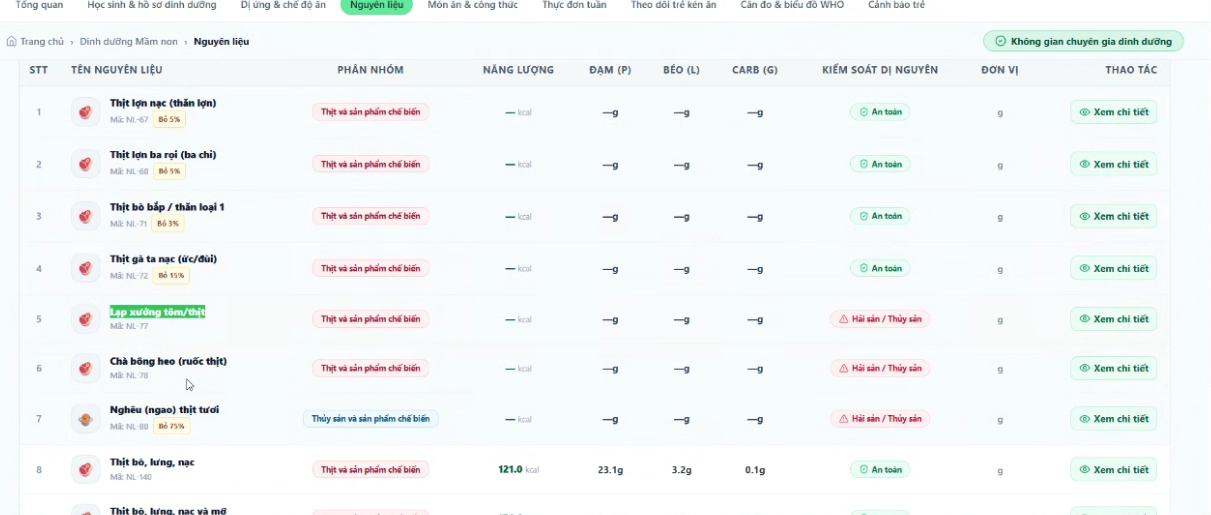 Tổng quan Học sinh & hồ sơ dinh dưỡng Dị ứng & chế độ ăn Nguyên liệu Món ăn & công thức Thực đơn tuần Theo dõi trẻ kén ăn Cân đo & biểu đồ WHO Cảnh báo trẻ
Trang chủ › Dinh dưỡng Mầm non › Nguyên liệu Không gian chuyên gia dinh dưỡng
STT TÊN NGUYÊN LIỆU PHÂN NHÓM NĂNG LƯỢNG ĐẠM (P) BÉO (L) CARB (G) KIỂM SOÁT DỊ NGUYÊN ĐƠN VỊ THAO TÁC
1 Thịt lợn nạc (thăn lợn) Thịt và sản phẩm chế biến — kcal —g —g —g An toàn g Xem chi tiết
Mã: NL-67 Bỏ 5%
2 Thịt lợn ba rọi (ba chỉ) Thịt và sản phẩm chế biến — kcal —g —g —g An toàn g Xem chi tiết
Mã: NL-68 Bỏ 5%
3 Thịt bò bắp / thăn loại 1 Thịt và sản phẩm chế biến — kcal —g —g —g An toàn g Xem chi tiết
Mã: NL-71 Bỏ 3%
4 Thịt gà ta nạc (ức/đùi) Thịt và sản phẩm chế biến — kcal —g —g —g An toàn g Xem chi tiết
Mã: NL-72 Bỏ 15%
5 Lạp xưởng tôm/thịt Thịt và sản phẩm chế biến — kcal —g —g —g Hải sản / Thủy sản g Xem chi tiết
Mã: NL-77
6 Chà bông heo (ruốc thịt) Thịt và sản phẩm chế biến — kcal —g —g —g Hải sản / Thủy sản g Xem chi tiết
Mã: NL-78
7 Nghêu (ngao) thịt tươi Thủy sản và sản phẩm chế biến — kcal —g —g —g Hải sản / Thủy sản g Xem chi tiết
Mã: NL-88 Bỏ 75%
8 Thịt bò, lưng, nạc Thịt và sản phẩm chế biến 121.0 kcal 23.1g 3.2g 0.1g An toàn g Xem chi tiết
Mã: NL-140
Thịt bò, lưng, nạc và mỡ